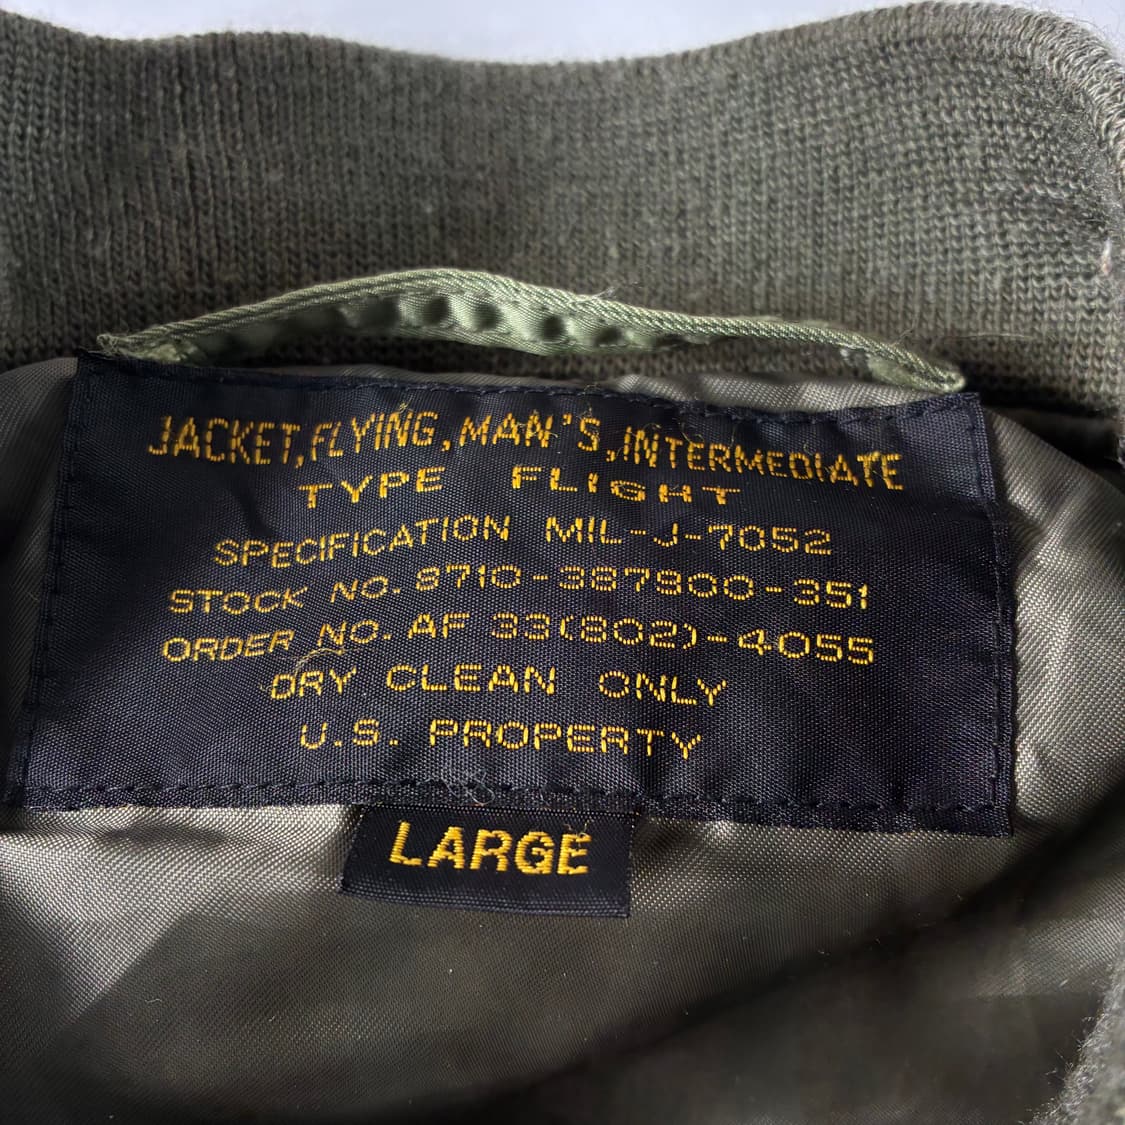 JACKET, FLYING, MAN'S, INTERMEDIATE
TYPE FLIGHT
SPECIFICATION MIL-J-7052
STOCK NO. 8710-387900-351
ORDER NO. AF 33(802)-4055
DRY CLEAN ONLY
U.S. PROPERTY
LARGE